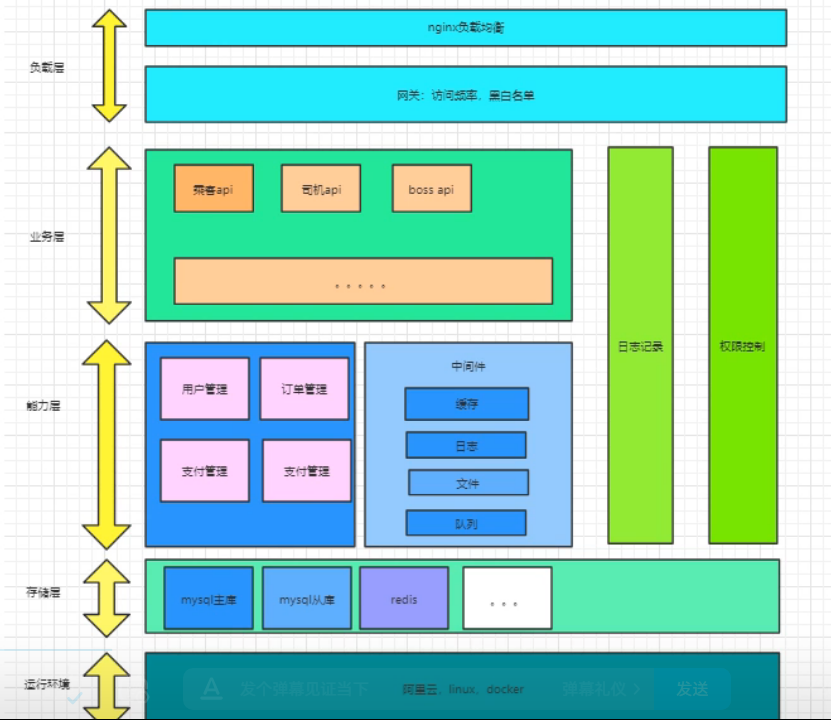 nginx负载均衡
负载层
网关：访问频率，黑白名单
乘客api
司机api
boss api
业务层
。。。。。
日志记录
权限控制
能力层
用户管理
订单管理
支付管理
支付管理
中间件
缓存
日志
文件
队列
存储层
mysql主库
mysql从库
redis
。。。
运行环境
发个弹幕见证当下
阿里云、linux、docker
弹幕礼仪 >
发送